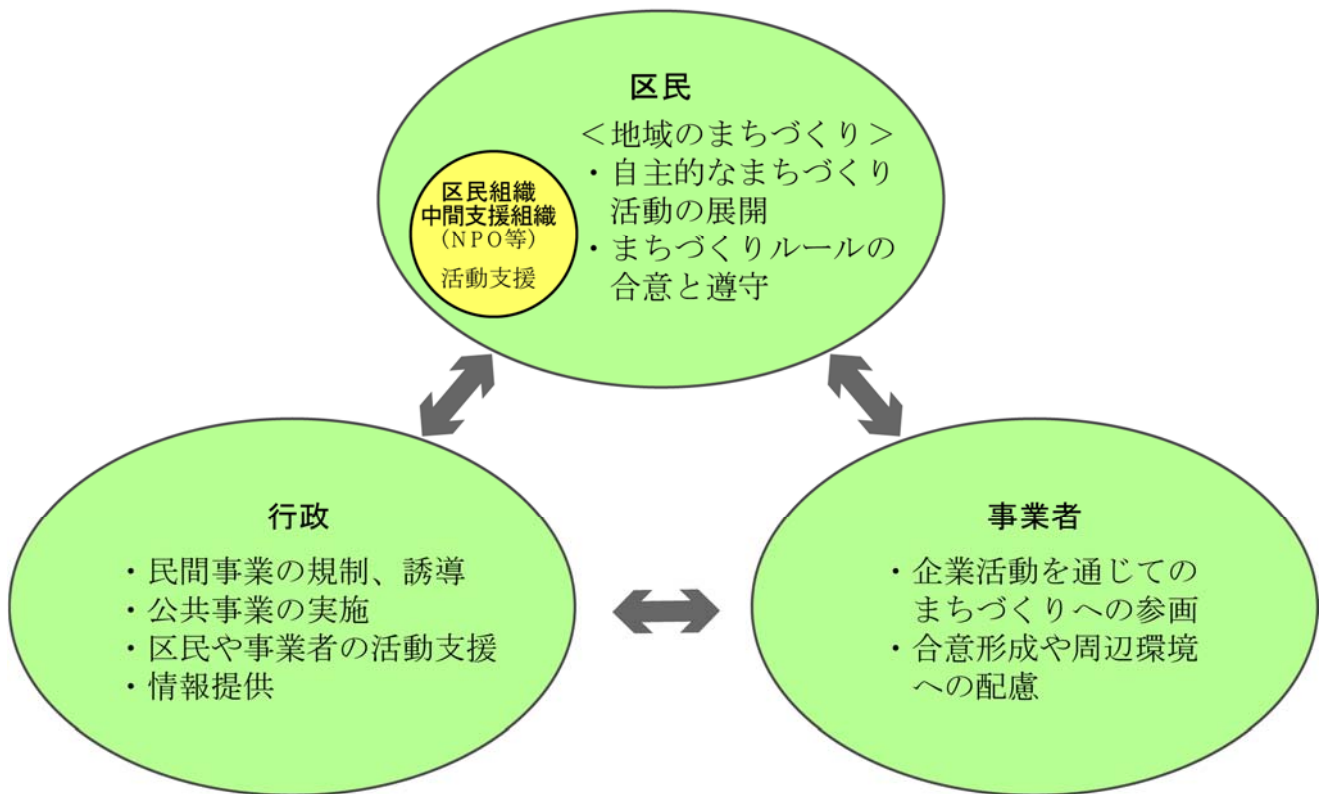 区民
<地域のまちづくり>
・自主的なまちづくり
活動の展開
・まちづくりルールの
合意と遵守
区民組織
中間支援組織
(NPO等)
活動支援
行政
・民間事業の規制、誘導
・公共事業の実施
・区民や事業者の活動支援
・情報提供
事業者
・企業活動を通じての
まちづくりへの参画
・合意形成や周辺環境
への配慮